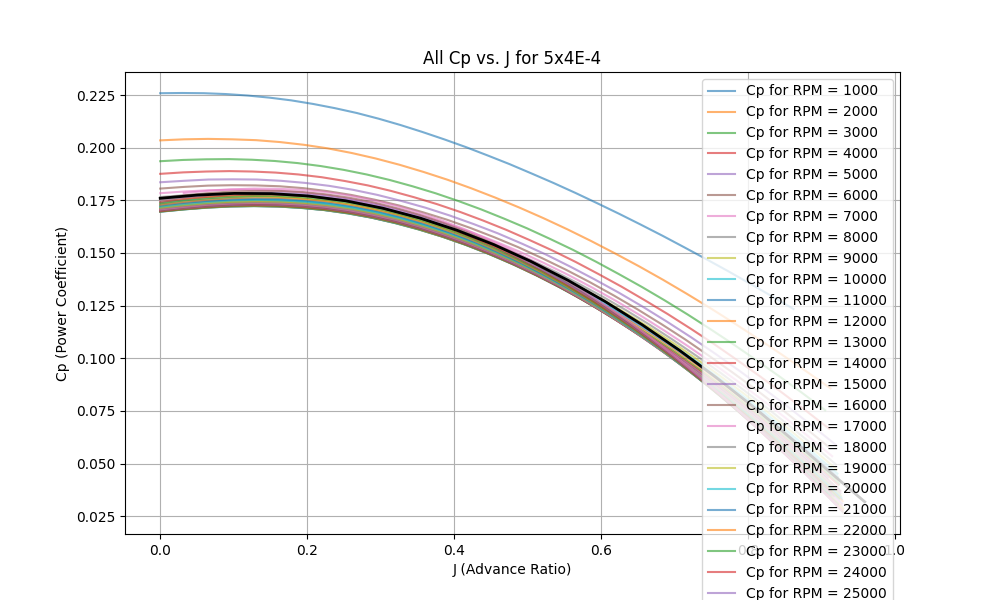 All Cp vs. J for 5x4E-4
Cp (Power Coefficient)
0.225
0.200
0.175
0.150
0.125
0.100
0.075
0.050
0.025
0.0
0.2
0.4
0.6
1.0
J (Advance Ratio)
Cp for RPM = 1000
Cp for RPM = 2000
Cp for RPM = 3000
Cp for RPM = 4000
Cp for RPM = 5000
Cp for RPM = 6000
Cp for RPM = 7000
Cp for RPM = 8000
Cp for RPM = 9000
Cp for RPM = 10000
Cp for RPM = 11000
Cp for RPM = 12000
Cp for RPM = 13000
Cp for RPM = 14000
Cp for RPM = 15000
Cp for RPM = 16000
Cp for RPM = 17000
Cp for RPM = 18000
Cp for RPM = 19000
Cp for RPM = 20000
Cp for RPM = 21000
Cp for RPM = 22000
Cp for RPM = 23000
Cp for RPM = 24000
Cp for RPM = 25000